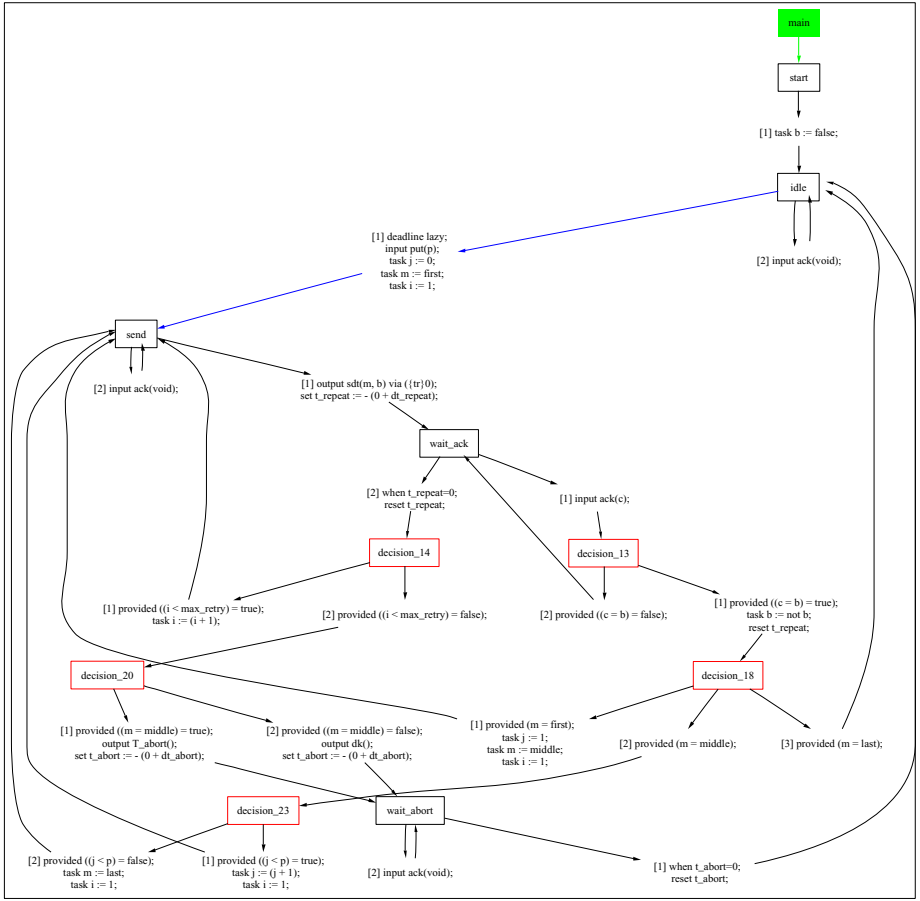 main
start
[1] task b := false;
idle
[1] deadline lazy;
input put(p);
task j := 0;
task m := first;
task i := 1;
[2] input ack(void);
send
[2] input ack(void);
[1] output sdt(m, b) via ({tr}0);
set t_repeat := - (0 + dt_repeat);
wait_ack
[2] when t_repeat=0;
reset t_repeat;
[1] input ack(c);
decision_14
decision_13
[1] provided ((i < max_retry) = true);
task i := (i + 1);
[2] provided ((i < max_retry) = false);
[2] provided ((c = b) = false);
[1] provided ((c = b) = true);
task b := not b;
reset t_repeat;
decision_20
decision_18
[1] provided ((m = middle) = true);
output T_abort();
set t_abort := - (0 + dt_abort);
[2] provided ((m = middle) = false);
output dk();
set t_abort := - (0 + dt_abort);
[1] provided (m = first);
task j := 1;
task m := middle;
task i := 1;
[2] provided (m = middle);
[3] provided (m = last);
decision_23
wait_abort
[2] provided ((j < p) = false);
task m := last;
task i := 1;
[1] provided ((j < p) = true);
task j := (j + 1);
task i := 1;
[2] input ack(void);
[1] when t_abort=0;
reset t_abort;